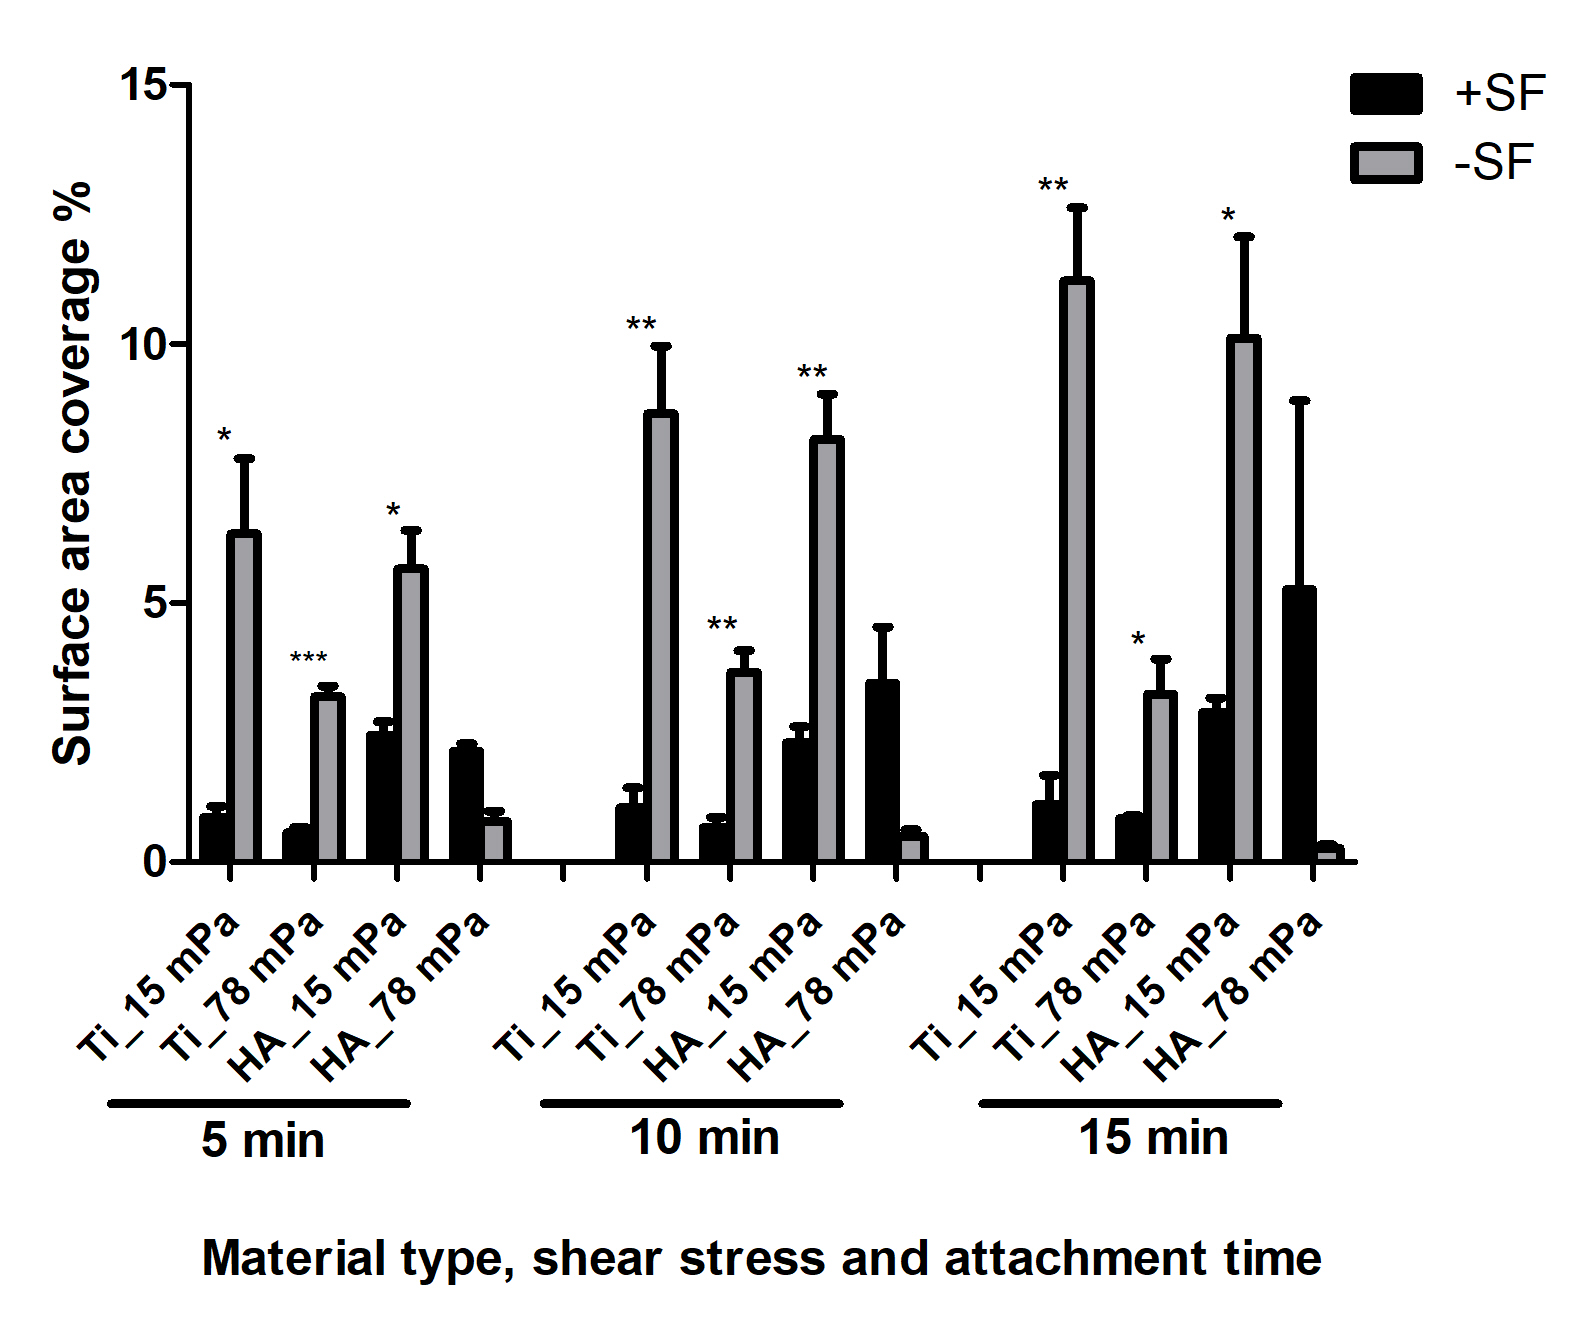 15
10
5
0
Surface area coverage %
+SF
-SF
*
***
*
**
**
**
**
*
*
Ti_15 mPa
Ti_78 mPa
HA_15 mPa
HA_78 mPa
Ti_15 mPa
Ti_78 mPa
HA_15 mPa
HA_78 mPa
Ti_15 mPa
Ti_78 mPa
HA_15 mPa
HA_78 mPa
5 min
10 min
15 min
Material type, shear stress and attachment time